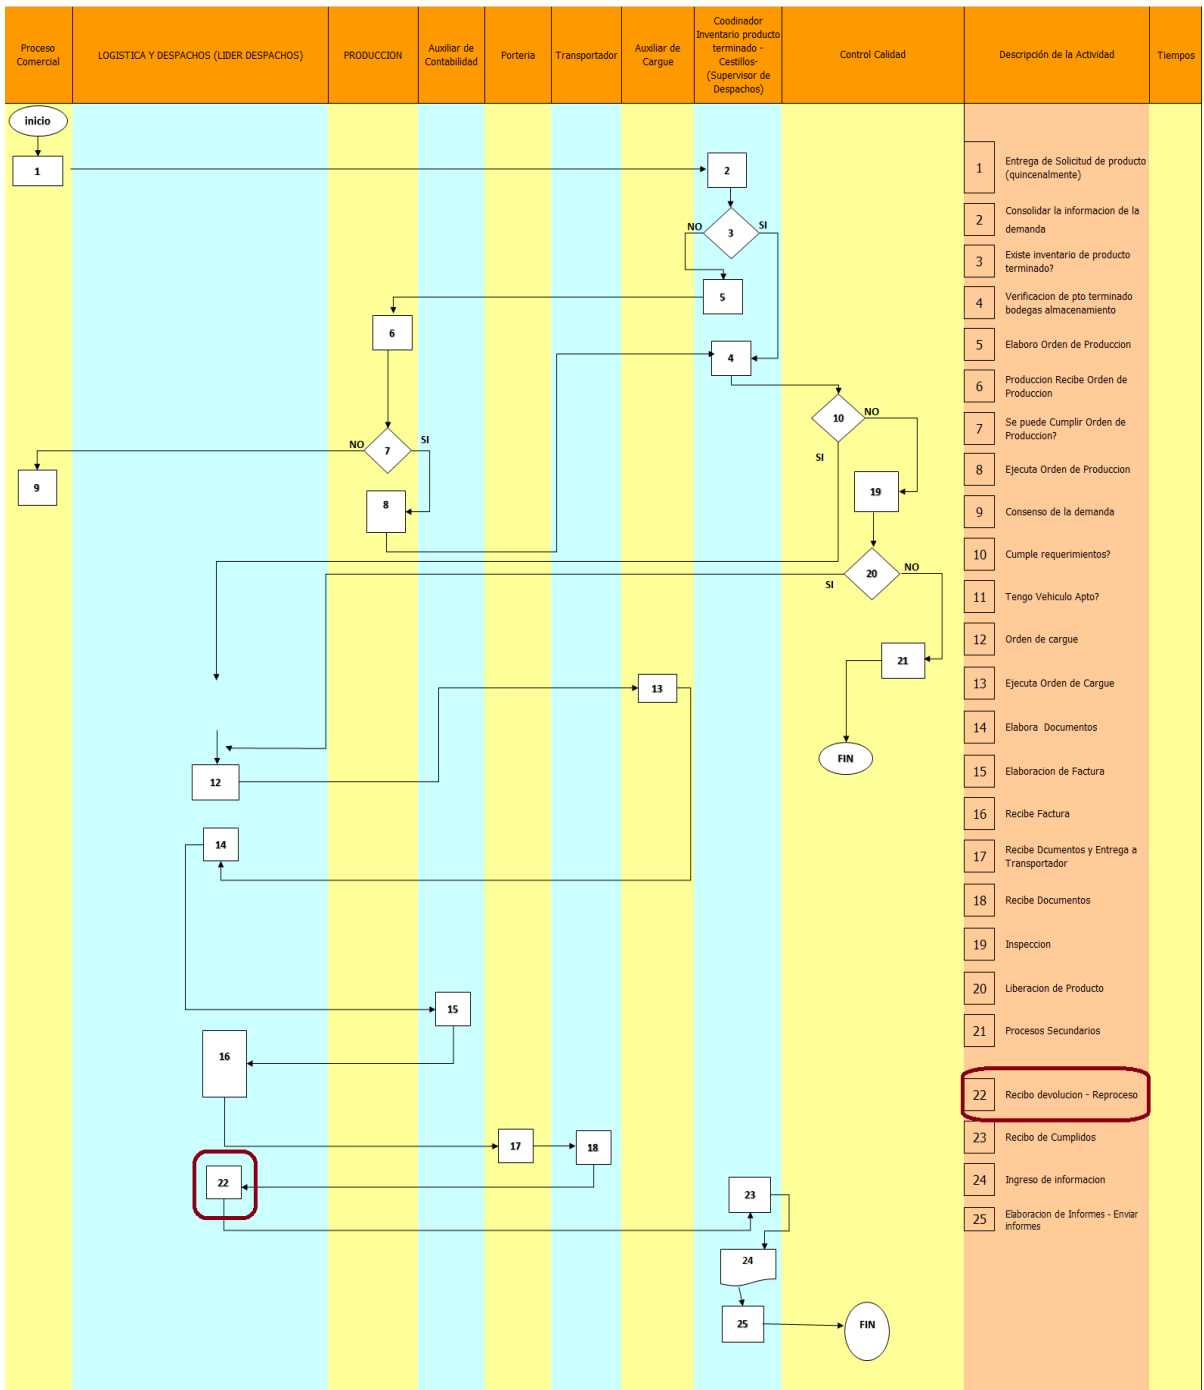 Proceso
Comercial
LOGISTICA Y DESPACHOS (LIDER DESPACHOS)
PRODUCCION
Auxiliar de
Contabilidad
Porteria
Transportador
Auxiliar de
Cargue
Coodinador
Inventario producto
terminado -
Cestillos-
(Supervisor de
Despachos)
Control Calidad
Descripción de la Actividad
Tiempos
inicio
1
2
3
NO
SI
5
6
4
10
NO
SI
7
NO
SI
9
8
19
20
SI
NO
21
13
FIN
12
14
15
16
17
18
22
23
24
25
FIN
1 Entrega de Solicitud de producto
(quincenalmente)
2 Consolidar la informacion de la
demanda
3 Existe inventario de producto
terminado?
4 Verificacion de pto terminado
bodegas almacenamiento
5 Elaboro Orden de Produccion
6 Produccion Recibe Orden de
Produccion
7 Se puede Cumplir Orden de
Produccion?
8 Ejecuta Orden de Produccion
9 Consenso de la demanda
10 Cumple requerimientos?
11 Tengo Vehiculo Apto?
12 Orden de cargue
13 Ejecuta Orden de Cargue
14 Elabora Documentos
15 Elaboracion de Factura
16 Recibe Factura
17 Recibe Dcumentos y Entrega a
Transportador
18 Recibe Documentos
19 Inspeccion
20 Liberacion de Producto
21 Procesos Secundarios
22 Recibo devolucion - Reproceso
23 Recibo de Cumplidos
24 Ingreso de informacion
25 Elaboracion de Informes - Enviar
informes